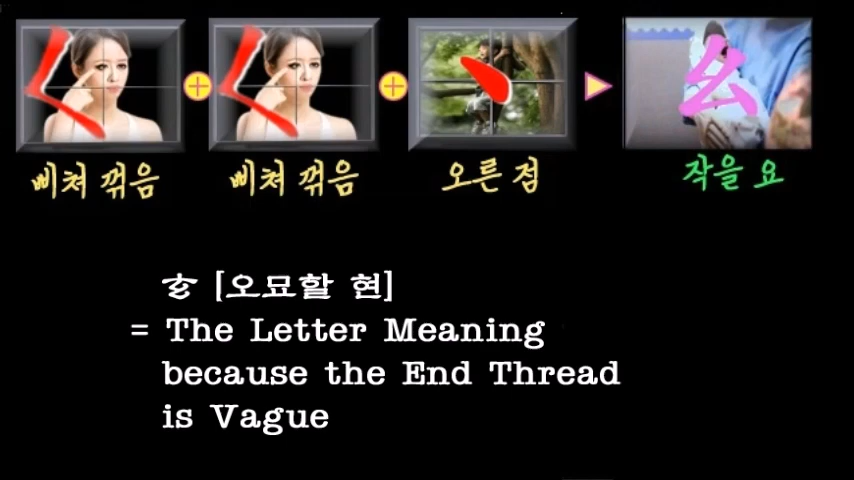 삐쳐 꺾음 삐쳐 꺾음 오른 점 작을 요
幺
玄 [오묘할 현]
= The Letter Meaning
because the End Thread
is Vague